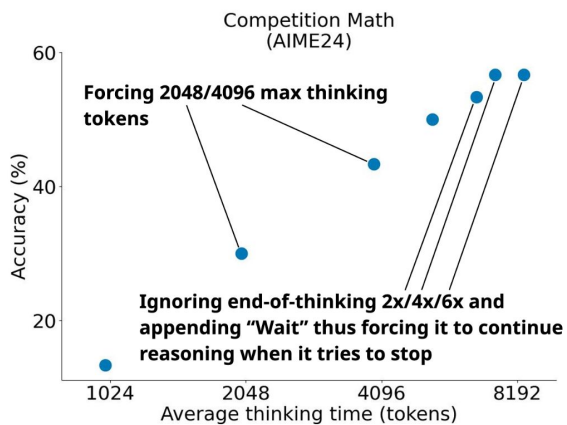 Competition Math
(AIME24)
60
Forcing 2048/4096 max thinking
tokens
40
Accuracy (%)
Ignoring end-of-thinking 2x/4x/6x and
20
appending “Wait” thus forcing it to continue
reasoning when it tries to stop
1024 2048 4096 8192
Average thinking time (tokens)